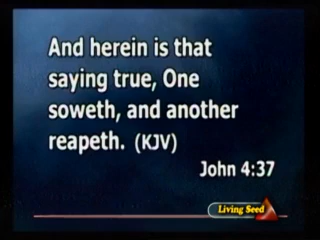 And herein is that
saying true, One
soweth, and another
reapeth. (KJV)
John 4:37
Living Seed